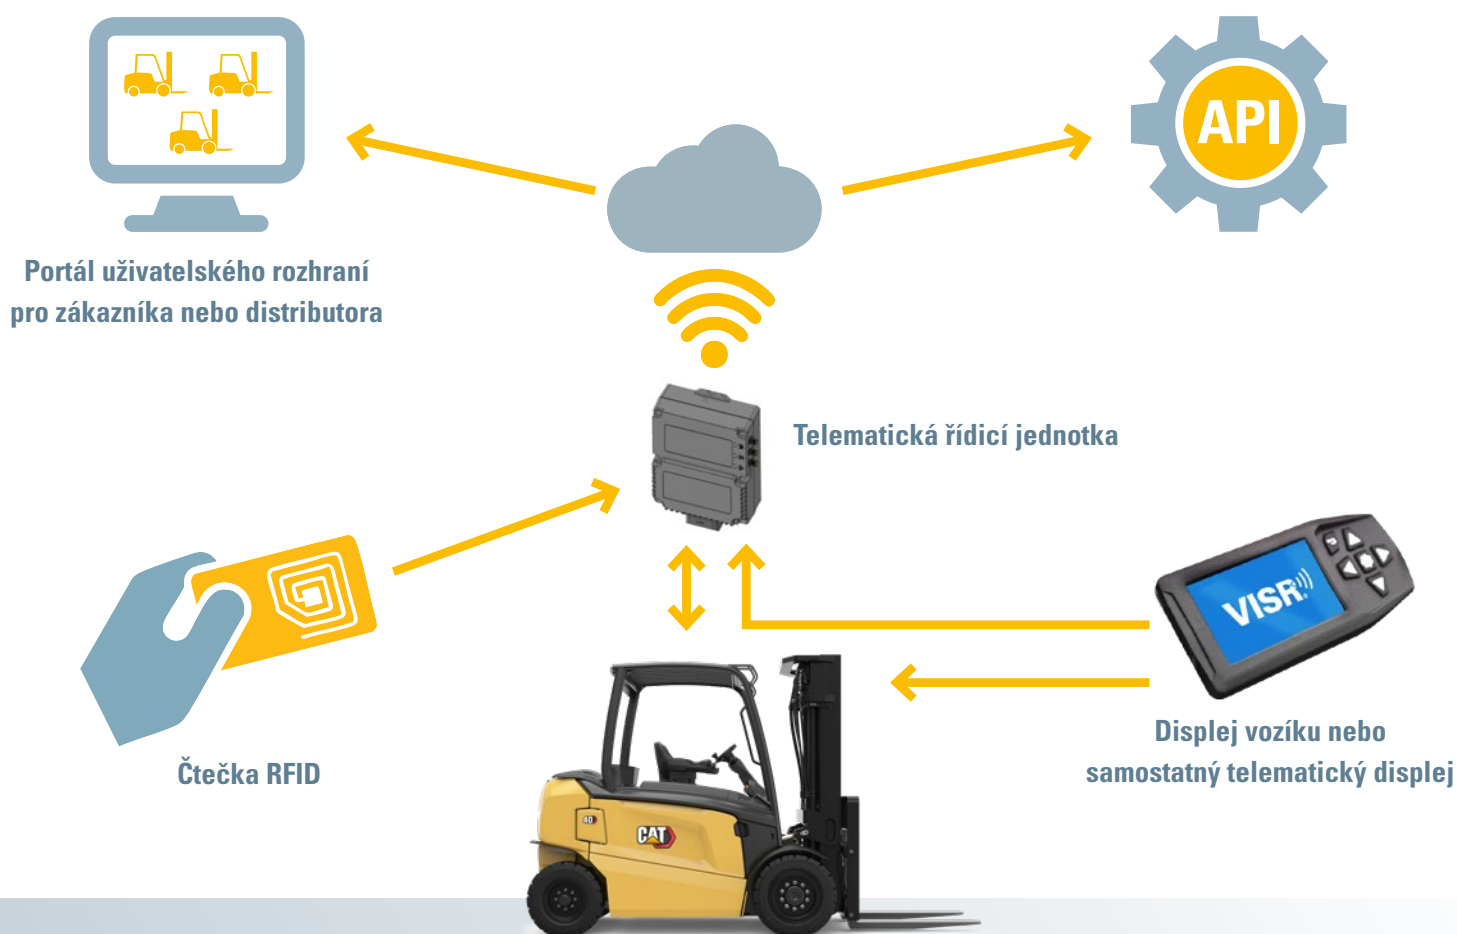 API
Portál uživatelského rozhraní
pro zákazníka nebo distributora
Telematická řídicí jednotka
VISR
Čtečka RFID
Displej vozíku nebo
samostatný telematický displej
40
CAT